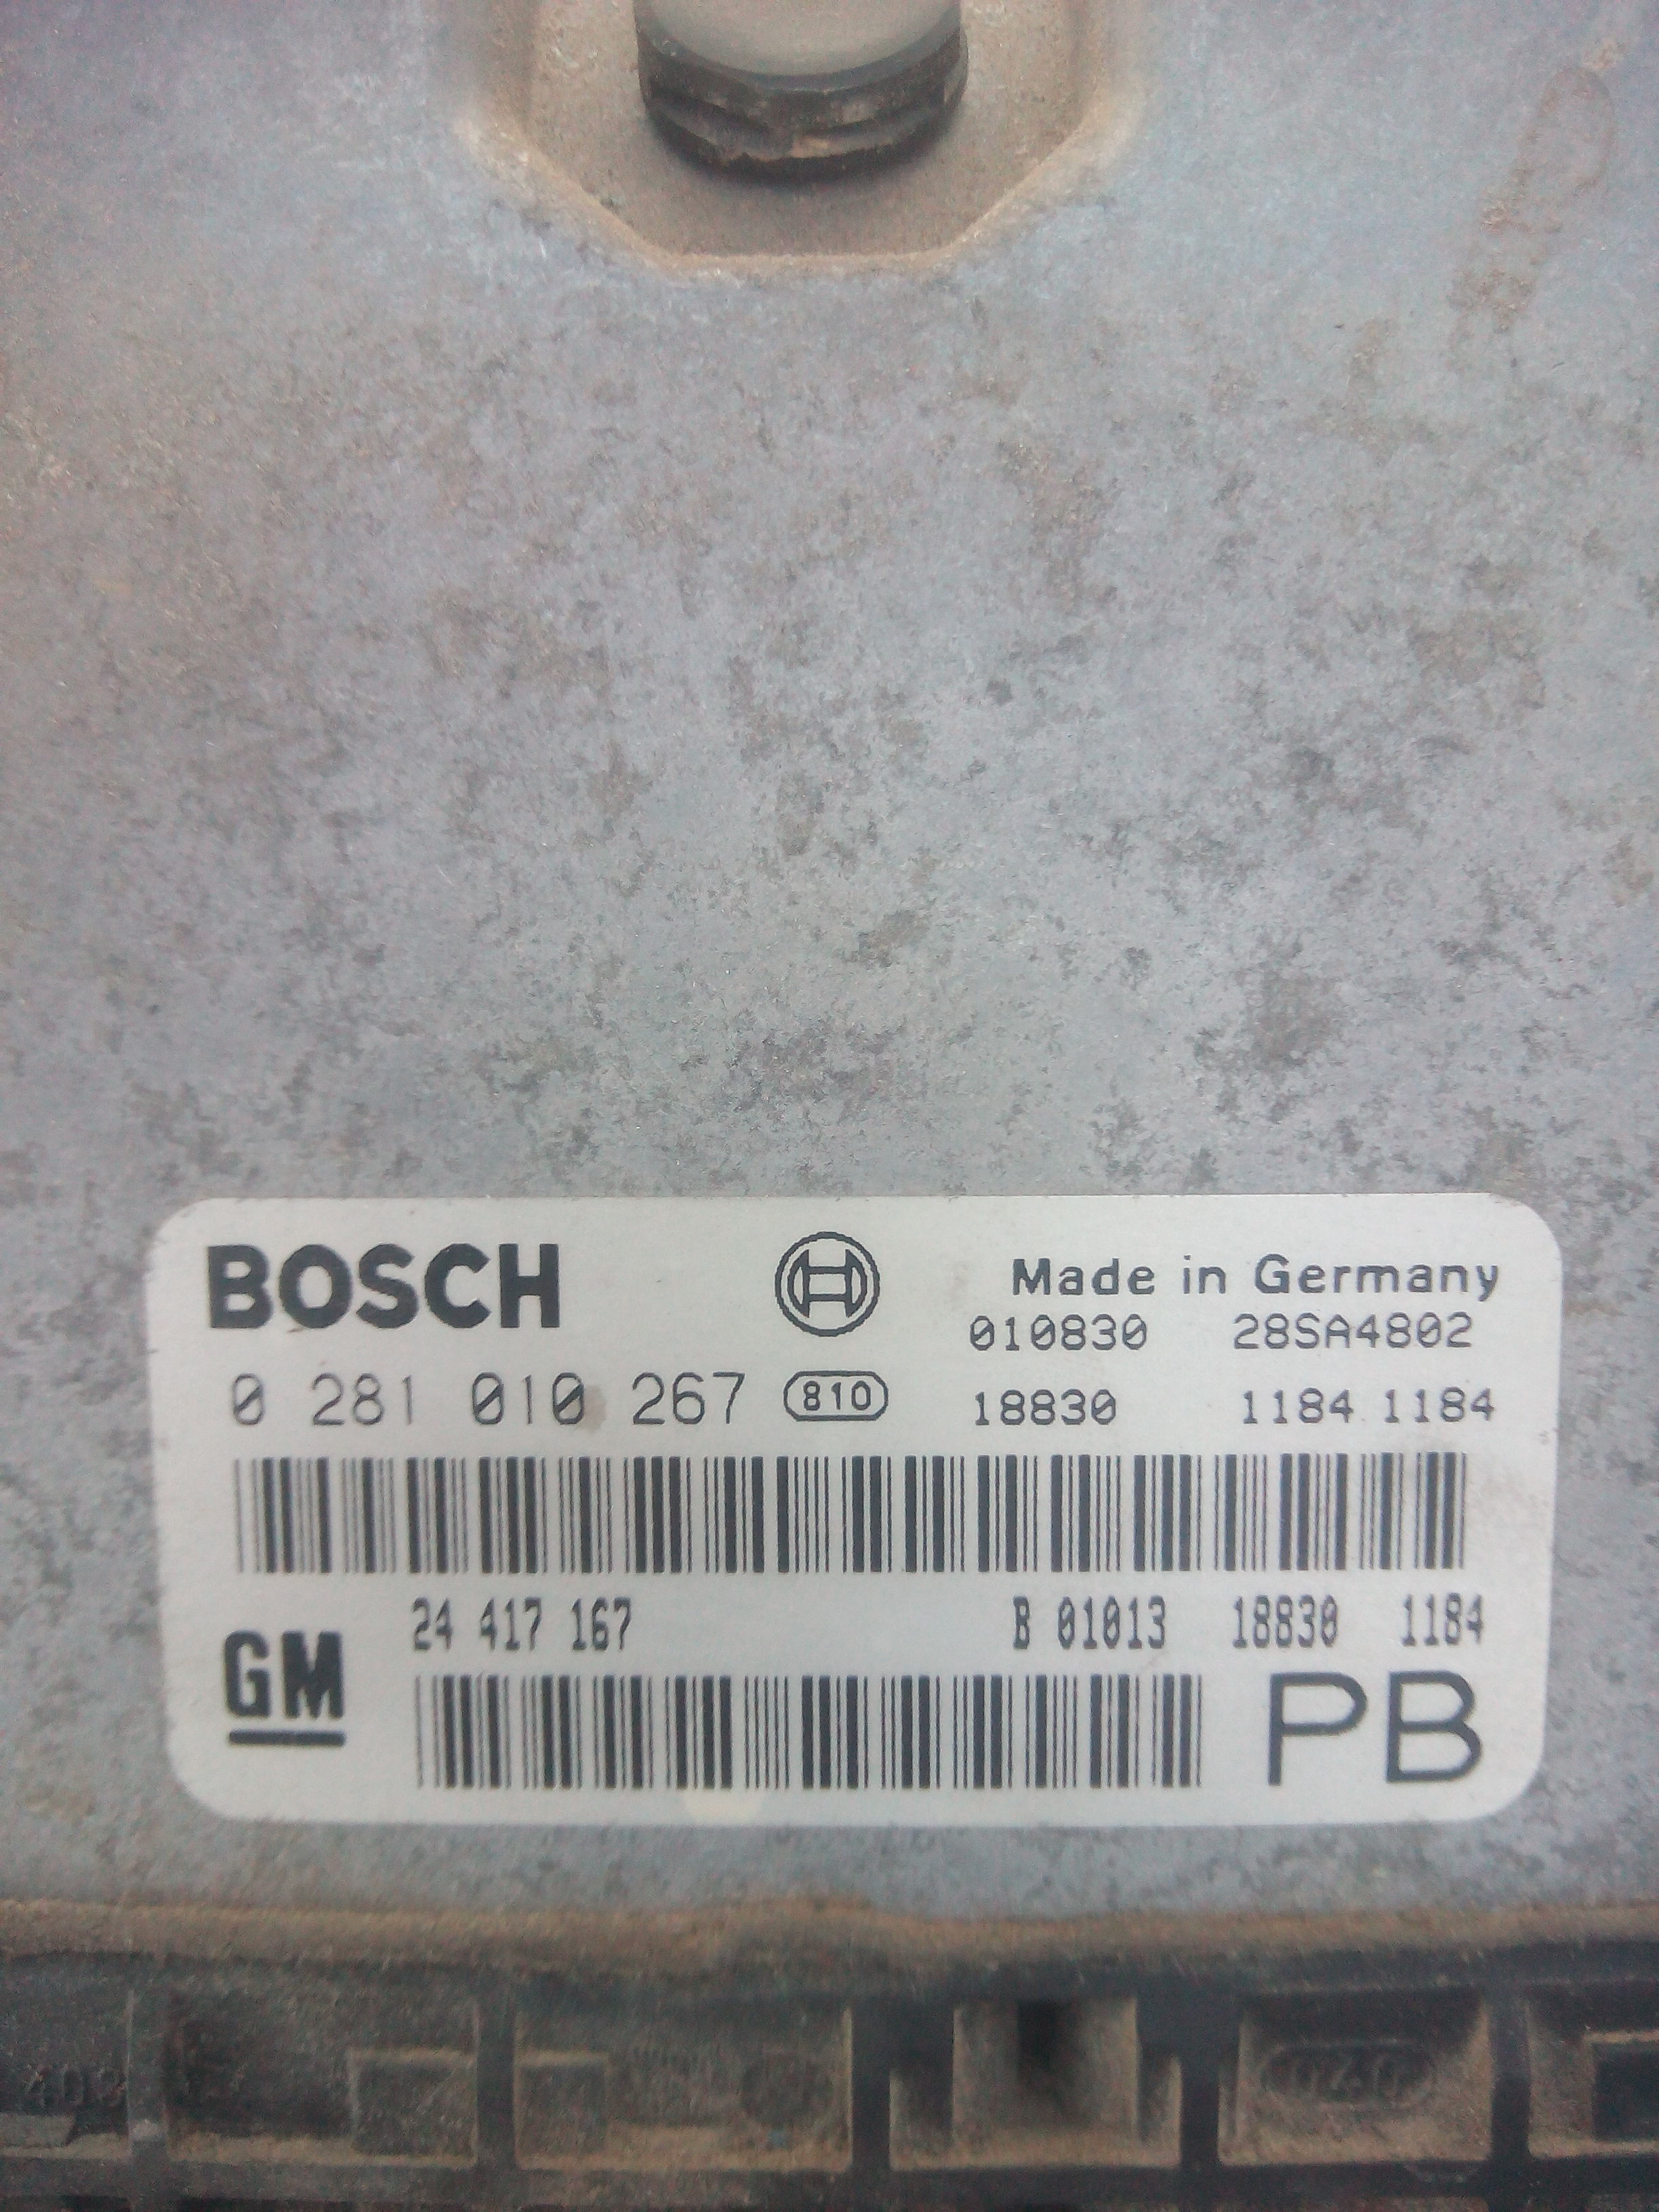 BOSCH
Made in Germany
010830 28SA4802
0 281 010 267 810 18830 1184 1184
24 417 167 B 01013 18830 1184
GM
PB